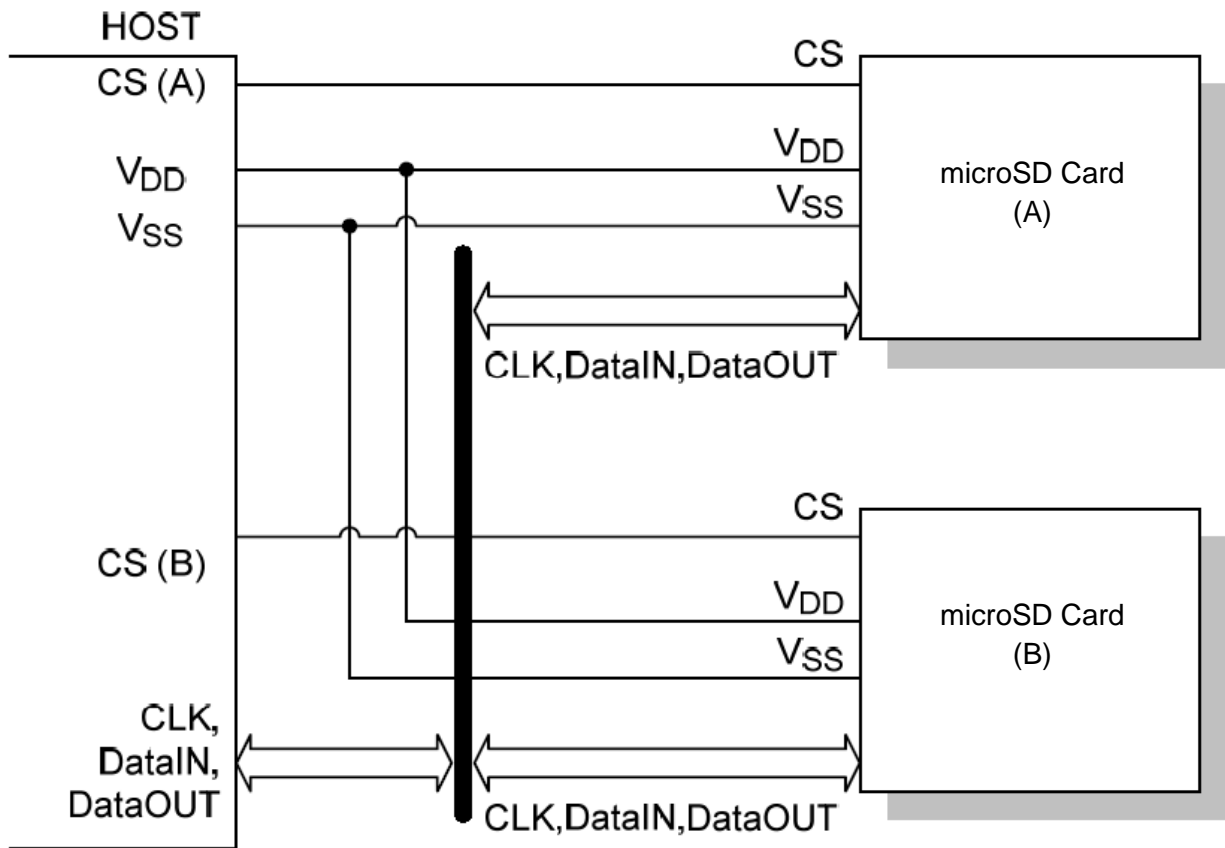 HOST
CS (A)
CS
VDD
VDD
VSS
VSS
microSD Card
(A)
CLK,DataIN,DataOUT
CS
CS (B)
VDD
VSS
microSD Card
(B)
CLK,
DataIN,
DataOUT
CLK,DataIN,DataOUT